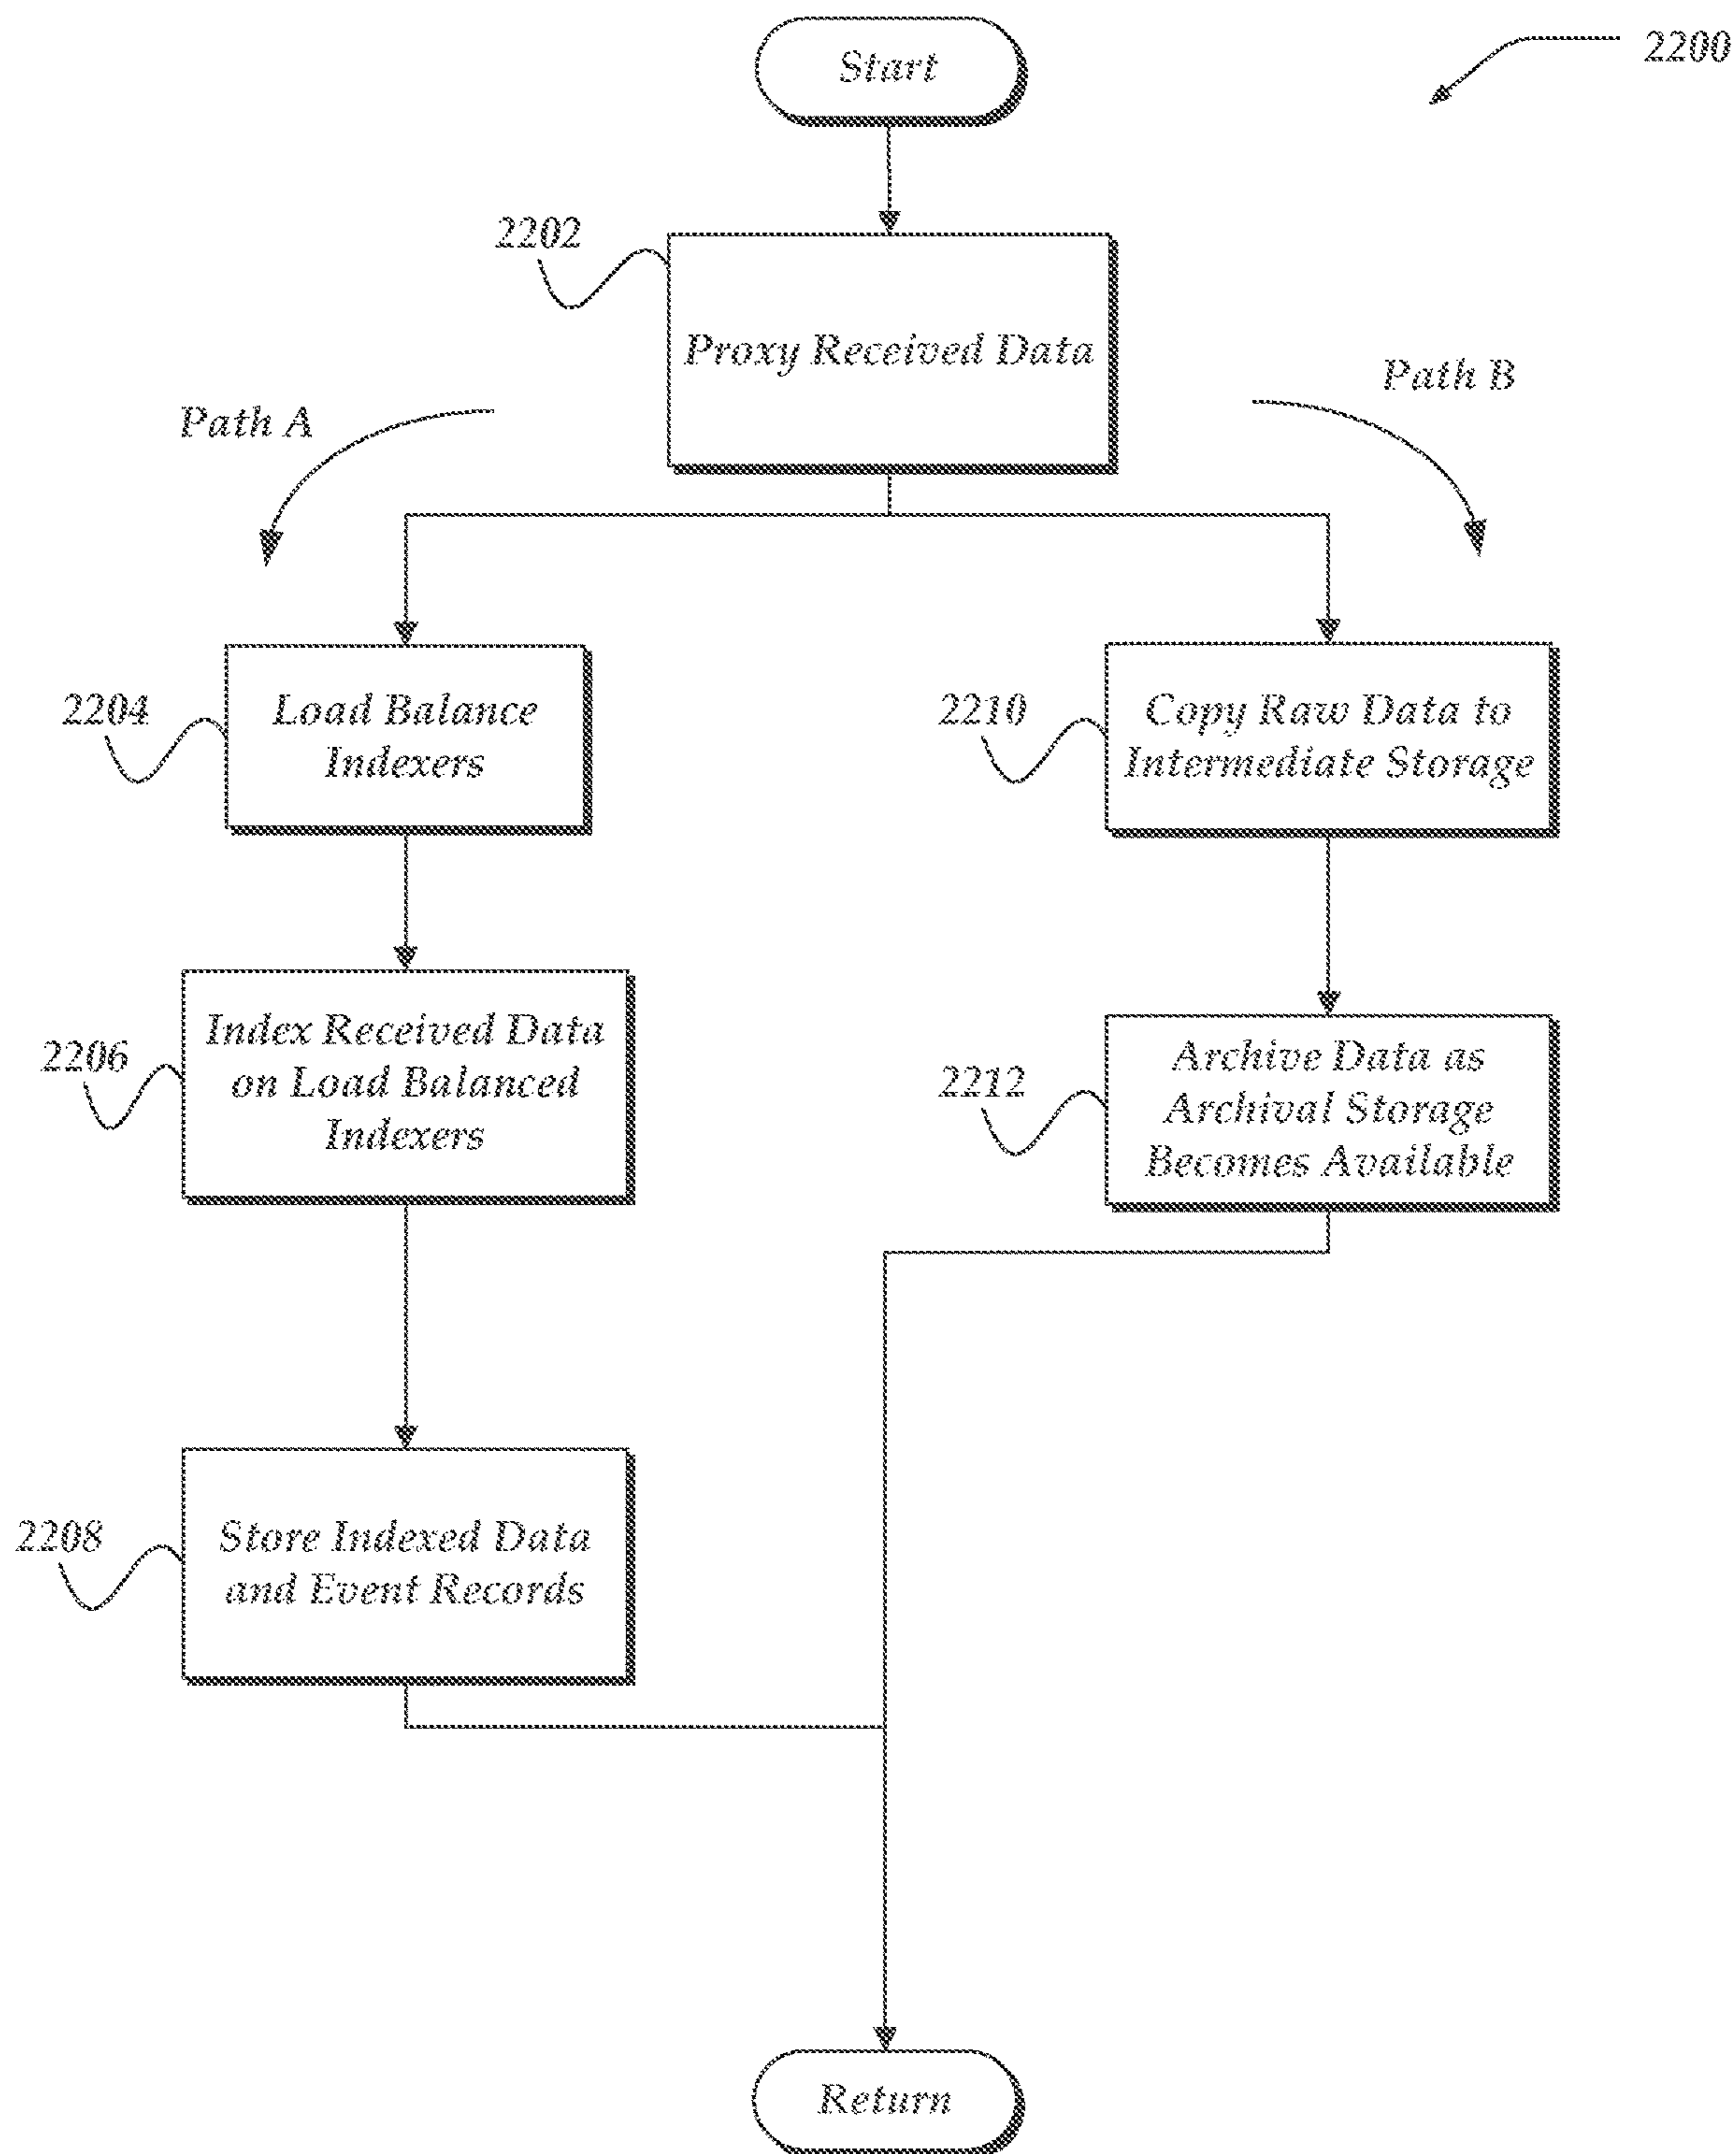 Start
2200
2202
Proxy Received Data
Path A
Path B
2204
Load Balance
Indexers
2206
Index Received Data
on Load Balanced
Indexers
2208
Store Indexed Data
and Event Records
2210
Copy Raw Data to
Intermediate Storage
2212
Archive Data as
Archival Storage
Becomes Available
Return